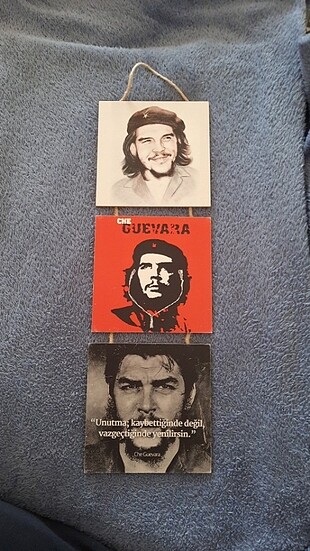 CHE
GUEVARA
“Unutma; kaybettiğinde değil,
vazgeçtiğinde yenilirsin.”
Che Guevara